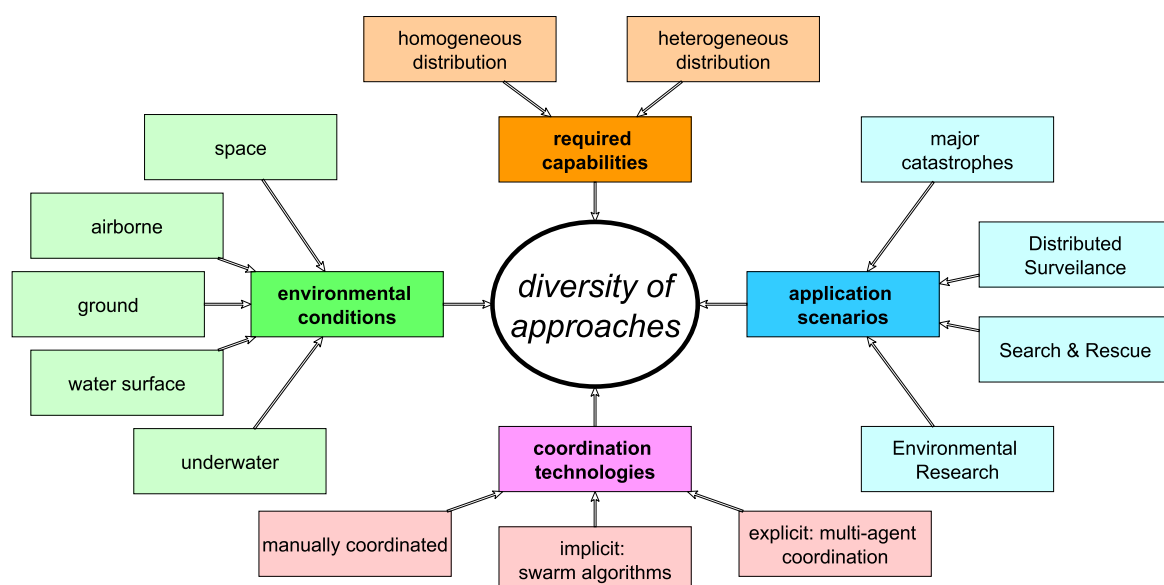 homogeneous
distribution
heterogeneous
distribution
required
capabilities
space
airborne
ground
water surface
underwater
environmental
conditions
diversity of
approaches
application
scenarios
major
catastrophes
Distributed
Surveilance
Search & Rescue
Environmental
Research
coordination
technologies
manually coordinated
implicit:
swarm algorithms
explicit: multi-agent
coordination